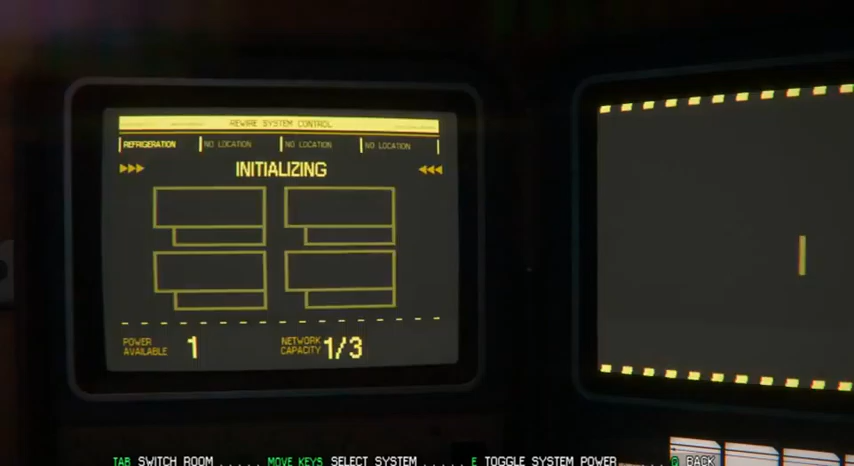 REWIRE SYSTEM CONTROL
REFRIGERATION NO LOCATION NO LOCATION NO LOCATION
INITIALIZING
POWER AVAILABLE 1
NETWORK CAPACITY 1/3
TAB SWITCH ROOM ..... MOVE KEYS SELECT SYSTEM ..... E TOGGLE SYSTEM POWER ..... Q BACK